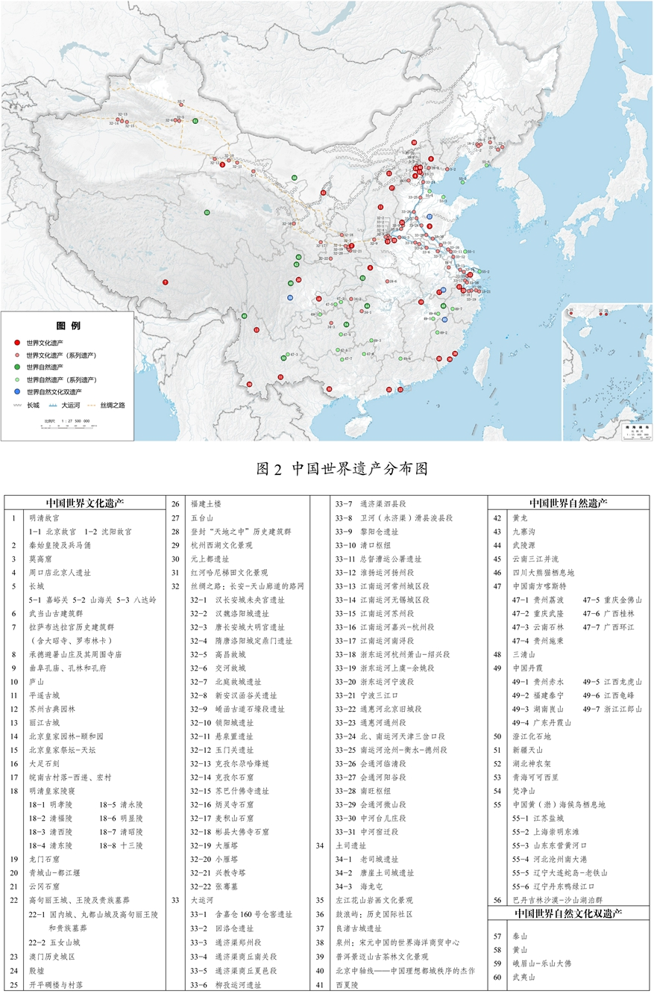 图 例
世界文化遗产
世界文化遗产（系列遗产）
世界自然遗产
世界自然遗产（系列遗产）
世界自然文化双遗产
长城 大运河 丝绸之路
比例尺 1：27 500 000
南海诸岛
图 2 中国世界遗产分布图
中国世界文化遗产
1 明清故宫
1-1 北京故宫 1-2 沈阳故宫
2 秦始皇陵及兵马俑
3 莫高窟
4 周口店北京人遗址
5 长城
5-1 嘉峪关 5-2 山海关 5-3 八达岭
6 武当山古建筑群
7 拉萨布达拉宫历史建筑群
（含大昭寺、罗布林卡）
8 承德避暑山庄及其周围寺庙
9 曲阜孔庙、孔林和孔府
10 庐山
11 平遥古城
12 苏州古典园林
13 丽江古城
14 北京皇家园林-颐和园
15 北京皇家祭坛-天坛
16 大足石刻
17 皖南古村落-西递、宏村
18 明清皇家陵寝
18-1 明孝陵 18-5 清永陵
18-2 清福陵 18-6 明显陵
18-3 清西陵 18-7 清昭陵
18-4 清东陵 18-8 十三陵
19 龙门石窟
20 青城山-都江堰
21 云冈石窟
22 高句丽王城、王陵及贵族墓葬
22-1 国内城、丸都山城及高句丽王陵
和贵族墓葬
22-2 五女山城
23 澳门历史城区
24 殷墟
25 开平碉楼与村落
26 福建土楼
27 五台山
28 登封“天地之中”历史建筑群
29 杭州西湖文化景观
30 元上都遗址
31 红河哈尼梯田文化景观
32 丝绸之路：长安-天山廊道的路网
32-1 汉长安城未央宫遗址
32-2 汉魏洛阳城遗址
32-3 唐长安城大明宫遗址
32-4 隋唐洛阳城定鼎门遗址
32-5 高昌故城
32-6 交河故城
32-7 北庭故城遗址
32-8 新安汉函谷关遗址
32-9 崤函古道石壕段遗址
32-10 锁阳城遗址
32-11 悬泉置遗址
32-12 玉门关遗址
32-13 克孜尔尕哈烽燧
32-14 克孜尔石窟
32-15 苏巴什佛寺遗址
32-16 炳灵寺石窟
32-17 麦积山石窟
32-18 彬县大佛寺石窟
32-19 大雁塔
32-20 小雁塔
32-21 兴教寺塔
32-22 张骞墓
33 大运河
33-1 含嘉仓 160 号仓窖遗址
33-2 回洛仓遗址
33-3 通济渠郑州段
33-4 通济渠商丘南关段
33-5 通济渠商丘夏邑段
33-6 柳孜运河遗址
33-7 通济渠泗县段
33-8 卫河（永济渠）滑县浚县段
33-9 黎阳仓遗址
33-10 清口枢纽
33-11 总督漕运公署遗址
33-12 淮扬运河扬州段
33-13 江南运河常州城区段
33-14 江南运河无锡城区段
33-15 江南运河苏州段
33-16 江南运河嘉兴-杭州段
33-17 江南运河南浔段
33-18 浙东运河杭州萧山-绍兴段
33-19 浙东运河上虞-余姚段
33-20 浙东运河宁波段
33-21 宁波三江口
33-22 通惠河北京旧城段
33-23 通惠河通州段
33-24 北、南运河天津三岔口段
33-25 南运河沧州-衡水-德州段
33-26 会通河临清段
33-27 会通河阳谷段
33-28 南旺枢纽
33-29 会通河微山段
33-30 中河台儿庄段
33-31 中河宿迁段
34 土司遗址
34-1 老司城遗址
34-2 唐崖土司城遗址
34-3 海龙屯
35 左江花山岩画文化景观
36 鼓浪屿：历史国际社区
37 良渚古城遗址
38 泉州：宋元中国的世界海洋商贸中心
39 普洱景迈山古茶林文化景观
40 北京中轴线——中国理想都城秩序的杰作
41 西夏陵
中国世界自然遗产
42 黄龙
43 九寨沟
44 武陵源
45 云南三江并流
46 四川大熊猫栖息地
47 中国南方喀斯特
47-1 贵州荔波 47-5 重庆金佛山
47-2 重庆武隆 47-6 广西桂林
47-3 云南石林 47-7 广西环江
47-4 贵州施秉
48 三清山
49 中国丹霞
49-1 贵州赤水 49-5 江西龙虎山
49-2 福建泰宁 49-6 江西龟峰
49-3 湖南崀山 49-7 浙江江郎山
49-4 广东丹霞山
50 澄江化石地
51 新疆天山
52 湖北神农架
53 青海可可西里
54 梵净山
55 中国黄（渤）海候鸟栖息地
55-1 江苏盐城
55-2 上海崇明东滩
55-3 山东东营黄河口
55-4 河北沧州南大港
55-5 辽宁大连蛇岛-老铁山
55-6 辽宁丹东鸭绿江口
56 巴丹吉林沙漠-沙山湖泊群
中国世界自然文化双遗产
57 泰山
58 黄山
59 峨眉山-乐山大佛
60 武夷山